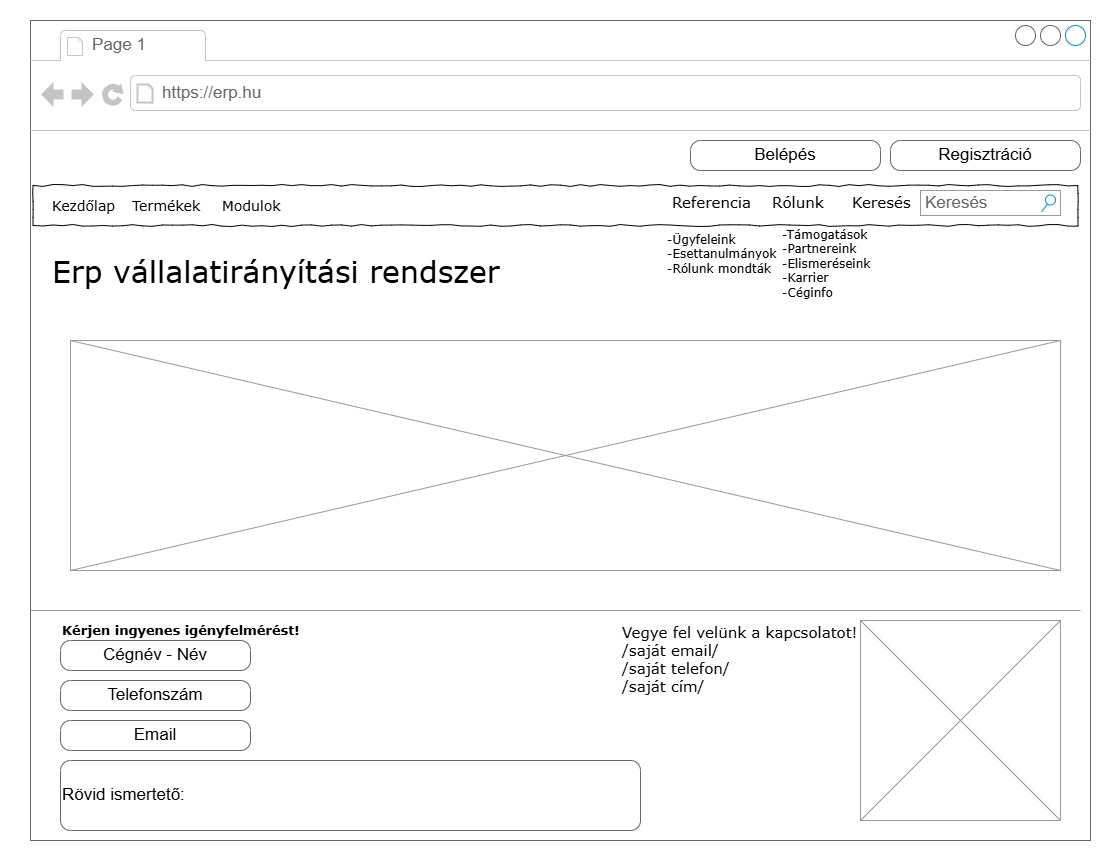 Page 1
https://erp.hu
Belépés
Regisztráció
Kezdőlap
Termékek
Modulok
Referencia
Rólunk
Keresés
Keresés
-Ügyfeleink
-Esettanulmányok
-Rólunk mondták
-Támogatások
-Partnereink
-Elismeréseink
-Karrier
-Céginfo
Erp vállalatirányítási rendszer
Kérjen ingyenes igényfelmérést!
Cégnév - Név
Telefonszám
Email
Rövid ismertető:
Vegye fel velünk a kapcsolatot!
/saját email/
/saját telefon/
/saját cím/